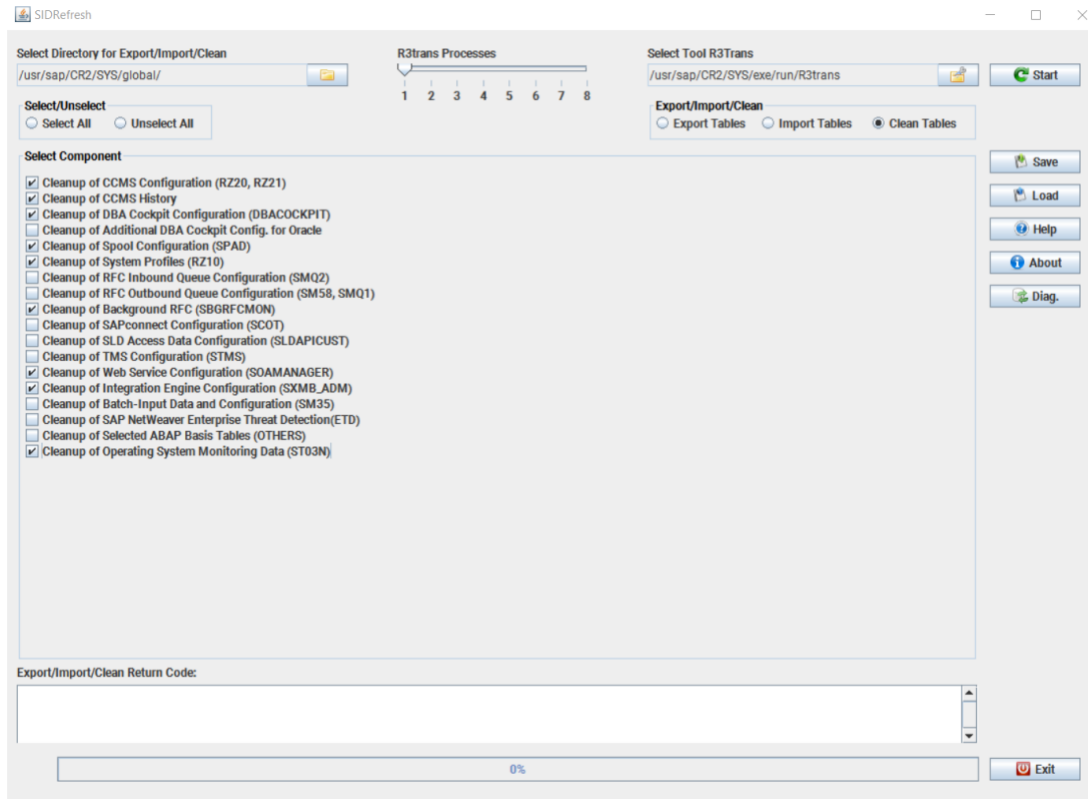 SIDRefresh
Select Directory for Export/Import/Clean
R3trans Processes
Select Tool R3Trans
/usr/sap/CR2/SYS/global/
/usr/sap/CR2/SYS/exe/run/R3trans
Start
1 2 3 4 5 6 7 8
Select/Unselect
Select All Unselect All
Export/Import/Clean
Export Tables Import Tables Clean Tables
Select Component
Cleanup of CCMS Configuration (RZ20, RZ21)
Cleanup of CCMS History
Cleanup of DBA Cockpit Configuration (DBACOCKPIT)
Cleanup of Additional DBA Cockpit Config. for Oracle
Cleanup of Spool Configuration (SPAD)
Cleanup of System Profiles (RZ10)
Cleanup of RFC Inbound Queue Configuration (SMQ2)
Cleanup of RFC Outbound Queue Configuration (SM58, SMQ1)
Cleanup of Background RFC (SBGRFCMON)
Cleanup of SAPconnect Configuration (SCOT)
Cleanup of SLD Access Data Configuration (SLDAPICUST)
Cleanup of TMS Configuration (STMS)
Cleanup of Web Service Configuration (SOAMANAGER)
Cleanup of Integration Engine Configuration (SXMB_ADM)
Cleanup of Batch-Input Data and Configuration (SM35)
Cleanup of SAP NetWeaver Enterprise Threat Detection(ETD)
Cleanup of Selected ABAP Basis Tables (OTHERS)
Cleanup of Operating System Monitoring Data (ST03N)
Save
Load
Help
About
Diag.
Export/Import/Clean Return Code:
0%
Exit